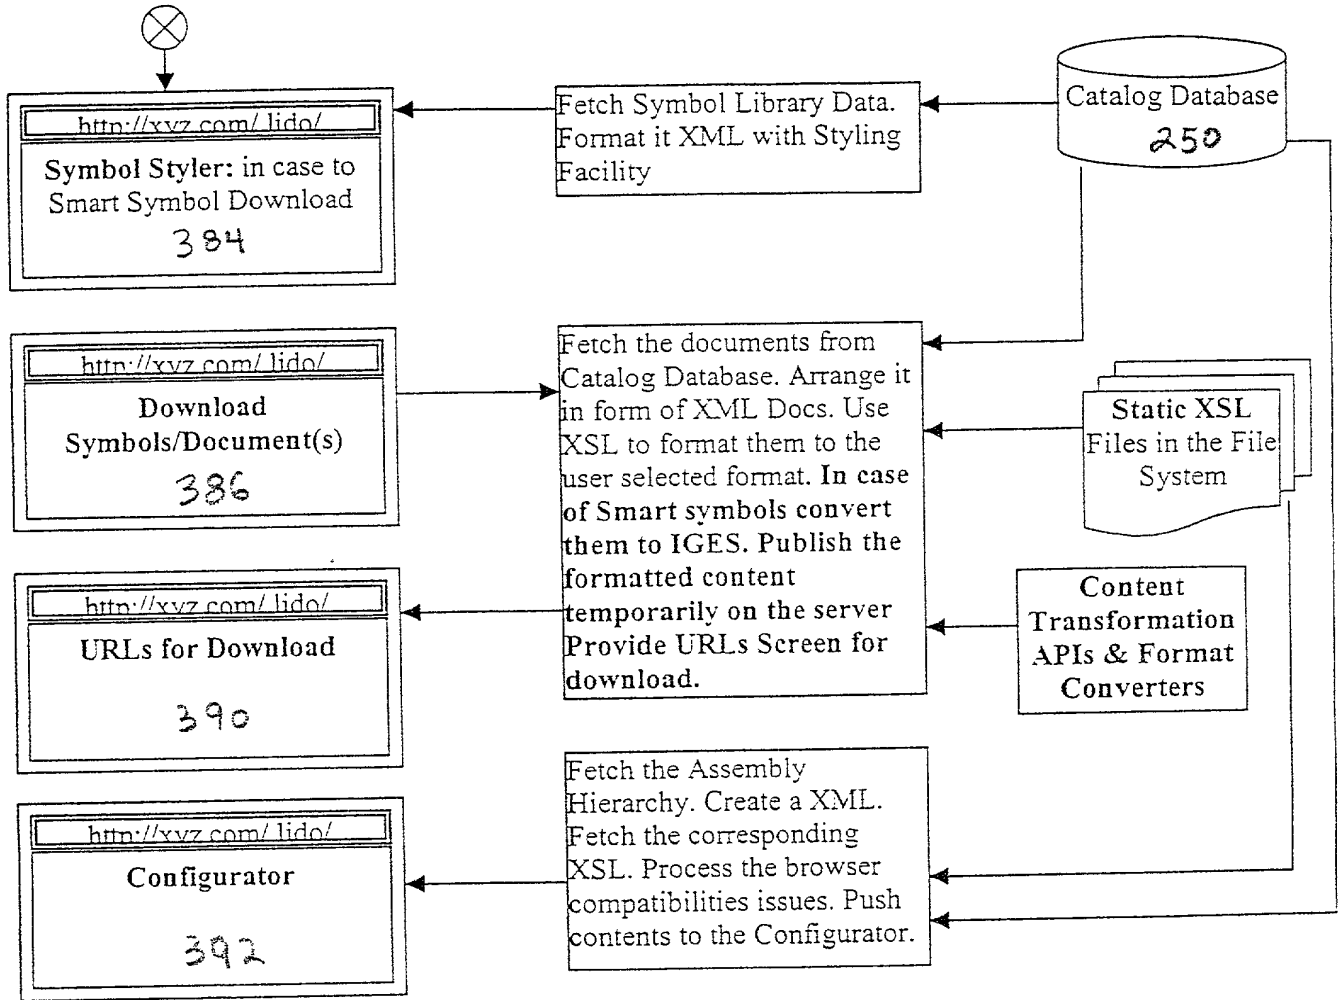 http://xyz.com/ lido/
Symbol Styler: in case to
Smart Symbol Download
384
Fetch Symbol Library Data.
Format it XML with Styling
Facility
Catalog Database
250
http://xyz.com/ lido/
Download
Symbols/Document(s)
386
Fetch the documents from
Catalog Database. Arrange it
in form of XML Docs. Use
XSL to format them to the
user selected format. In case
of Smart symbols convert
them to IGES. Publish the
formatted content
temporarily on the server
Provide URLs Screen for
download.
Static XSL
Files in the File
System
http://xyz.com/ lido/
URLs for Download
390
Content
Transformation
APIs & Format
Converters
http://xyz.com/ lido/
Configurator
392
Fetch the Assembly
Hierarchy. Create a XML.
Fetch the corresponding
XSL. Process the browser
compatibilities issues. Push
contents to the Configurator.